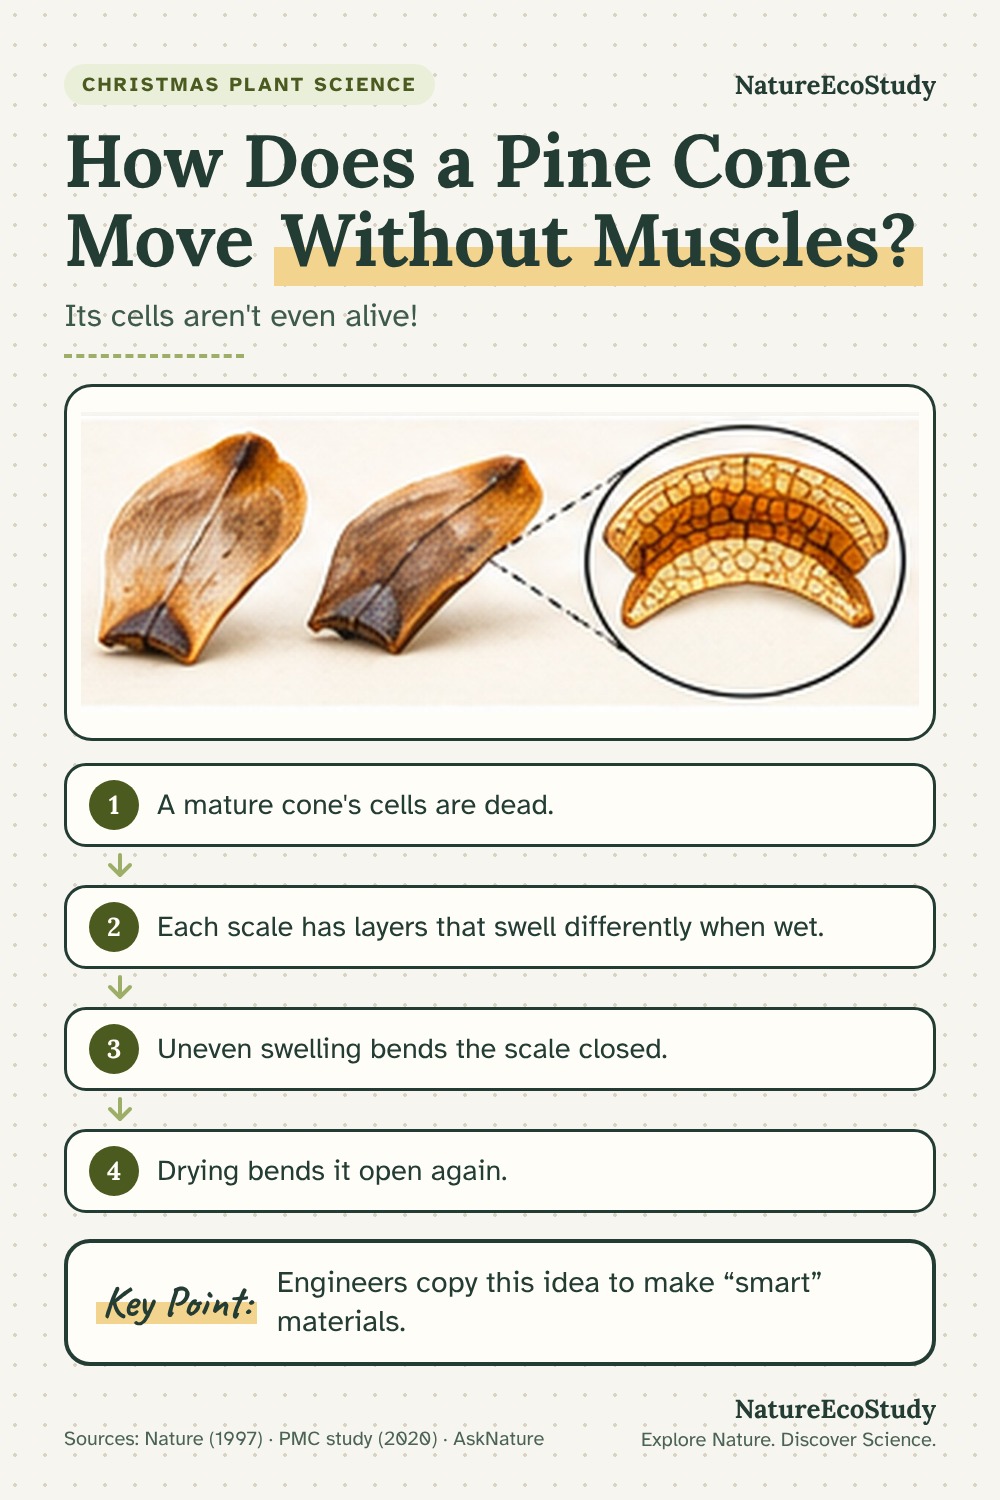 CHRISTMAS PLANT SCIENCE
NatureEcoStudy
How Does a Pine Cone
Move Without Muscles?
Its cells aren't even alive!
1 A mature cone's cells are dead.
2 Each scale has layers that swell differently when wet.
3 Uneven swelling bends the scale closed.
4 Drying bends it open again.
Key Point: Engineers copy this idea to make “smart”
materials.
NatureEcoStudy
Sources: Nature (1997) · PMC study (2020) · AskNature
Explore Nature. Discover Science.